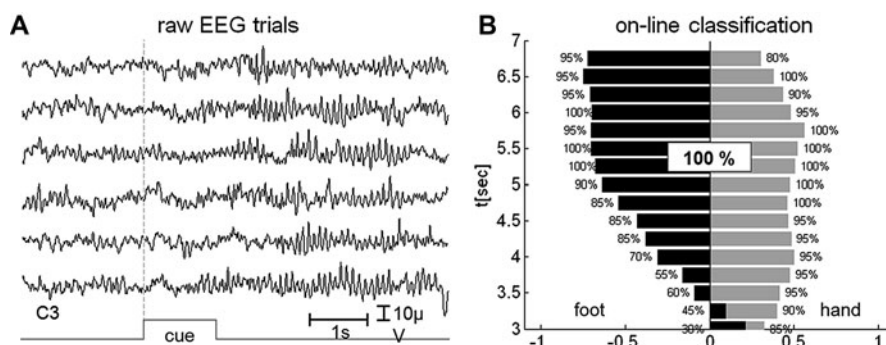 A raw EEG trials
C3
cue
1s
10μ
V
B on-line classification
t[sec]
7
95% 80%
6.5
95% 100%
95% 90%
6
100% 95%
95% 100%
5.5
100% 100%
100 %
100% 100%
5
90% 100%
85% 100%
4.5
85% 95%
85% 95%
4
70% 95%
55% 95%
3.5
60% 95%
foot 45% 90% hand
3
30% 85%
-1 -0.5 0 0.5 1